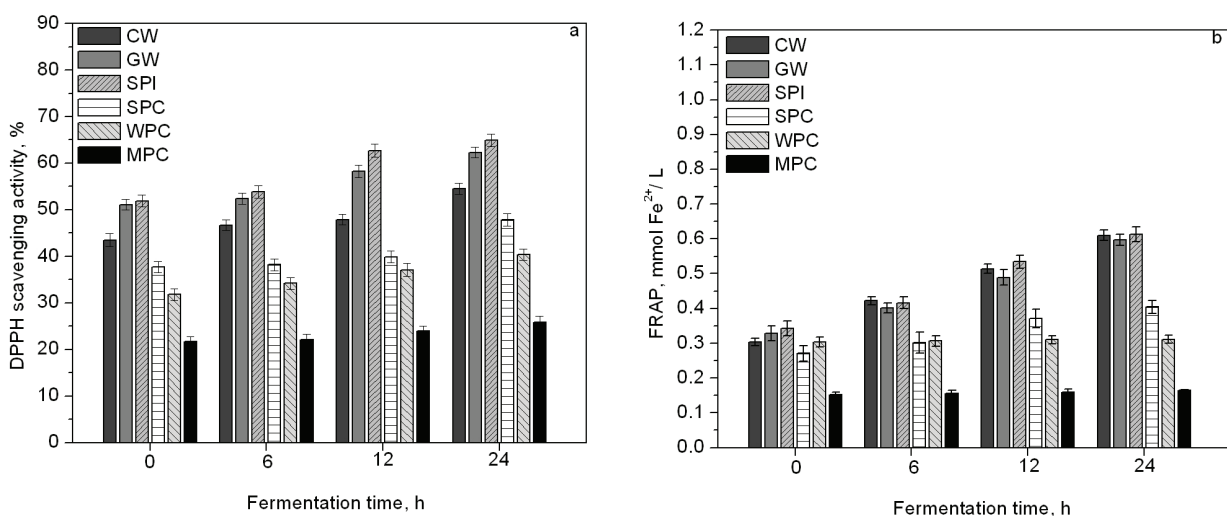 a
90
80
70
60
50
40
30
20
10
0
DPPH scavenging activity, %
CW
GW
SPI
SPC
WPC
MPC
0 6 12 24
Fermentation time, h
b
1.2
1.1
1.0
0.9
0.8
0.7
0.6
0.5
0.4
0.3
0.2
0.1
0.0
FRAP, mmol Fe²⁺/ L
CW
GW
SPI
SPC
WPC
MPC
0 6 12 24
Fermentation time, h